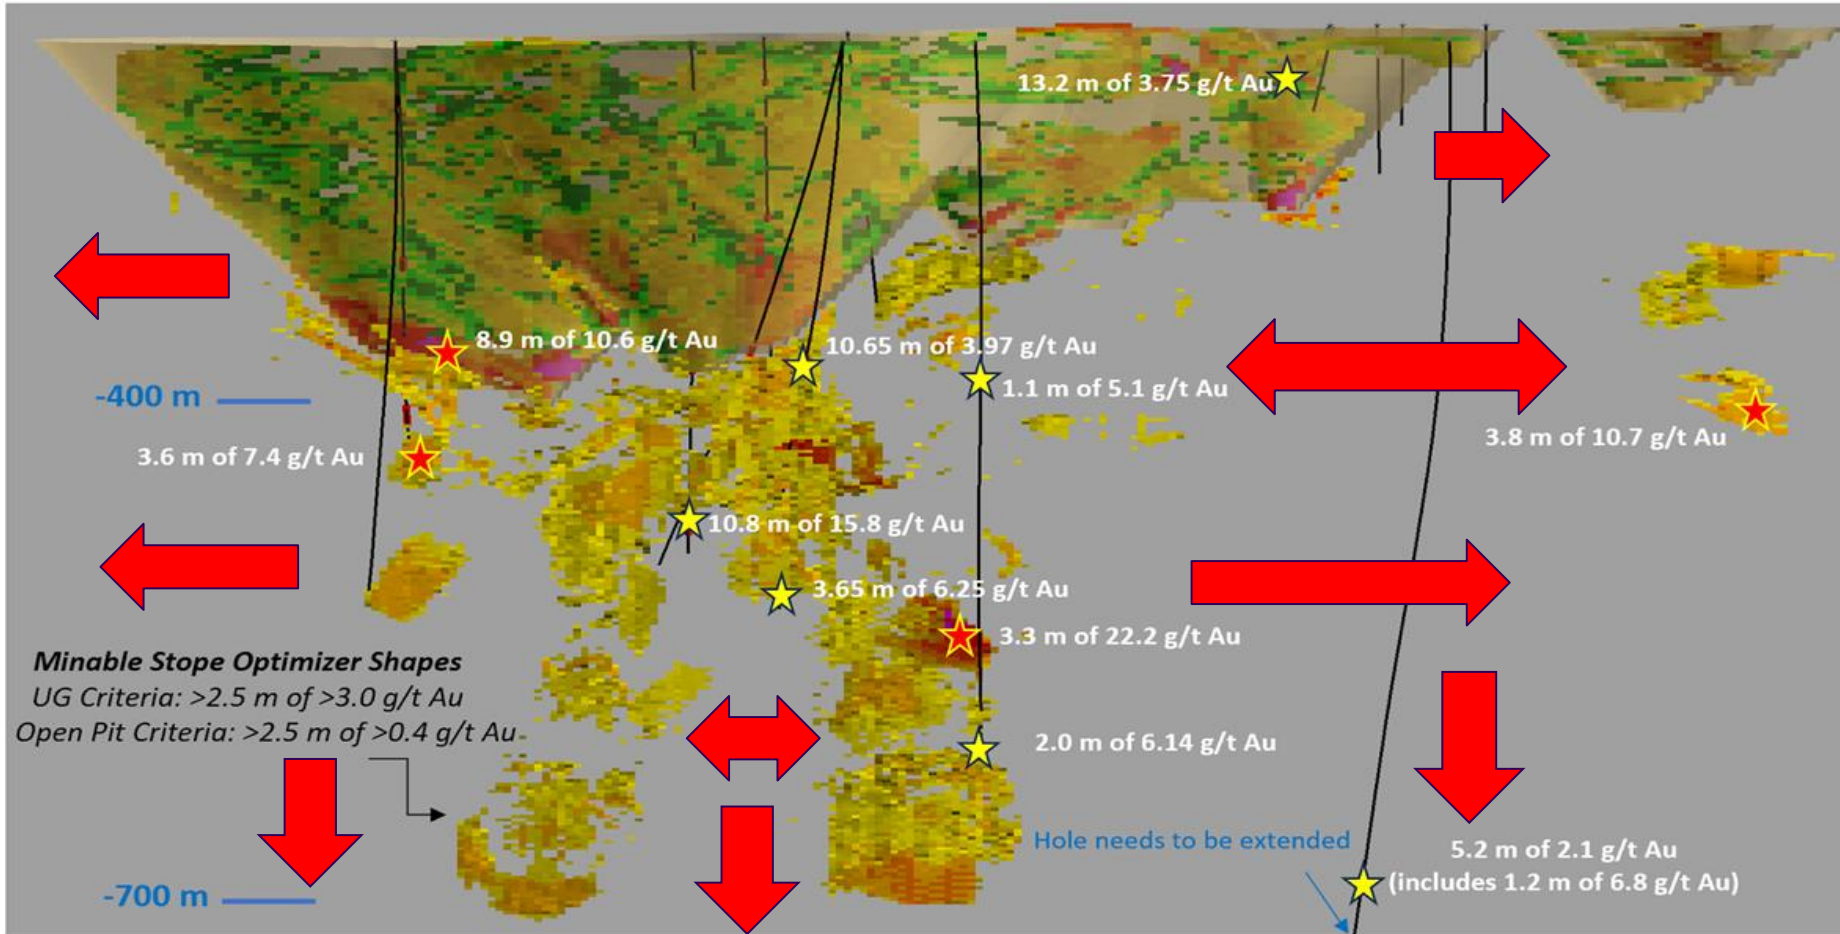 13.2 m of 3.75 g/t Au
8.9 m of 10.6 g/t Au
10.65 m of 3.97 g/t Au
-400 m
1.1 m of 5.1 g/t Au
3.6 m of 7.4 g/t Au
3.8 m of 10.7 g/t Au
10.8 m of 15.8 g/t Au
3.65 m of 6.25 g/t Au
3.3 m of 22.2 g/t Au
Minable Stope Optimizer Shapes
UG Criteria: >2.5 m of >3.0 g/t Au
Open Pit Criteria: >2.5 m of >0.4 g/t Au
2.0 m of 6.14 g/t Au
Hole needs to be extended
5.2 m of 2.1 g/t Au
(includes 1.2 m of 6.8 g/t Au)
-700 m